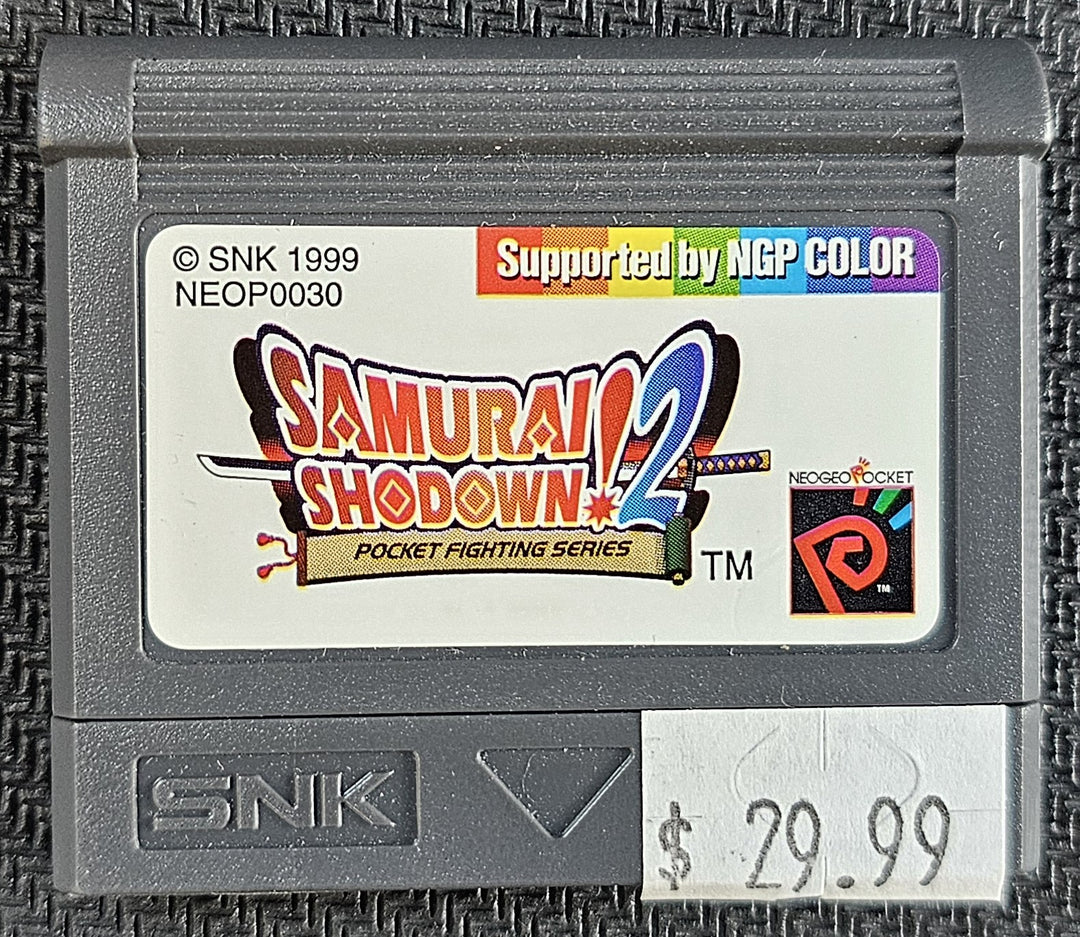 © SNK 1999
NEOP0030
Supported by NGP COLOR
SAMURAI
SHODOWN!2
POCKET FIGHTING SERIES
TM
NEOGEO POCKET
TM
SNK
$ 29.99